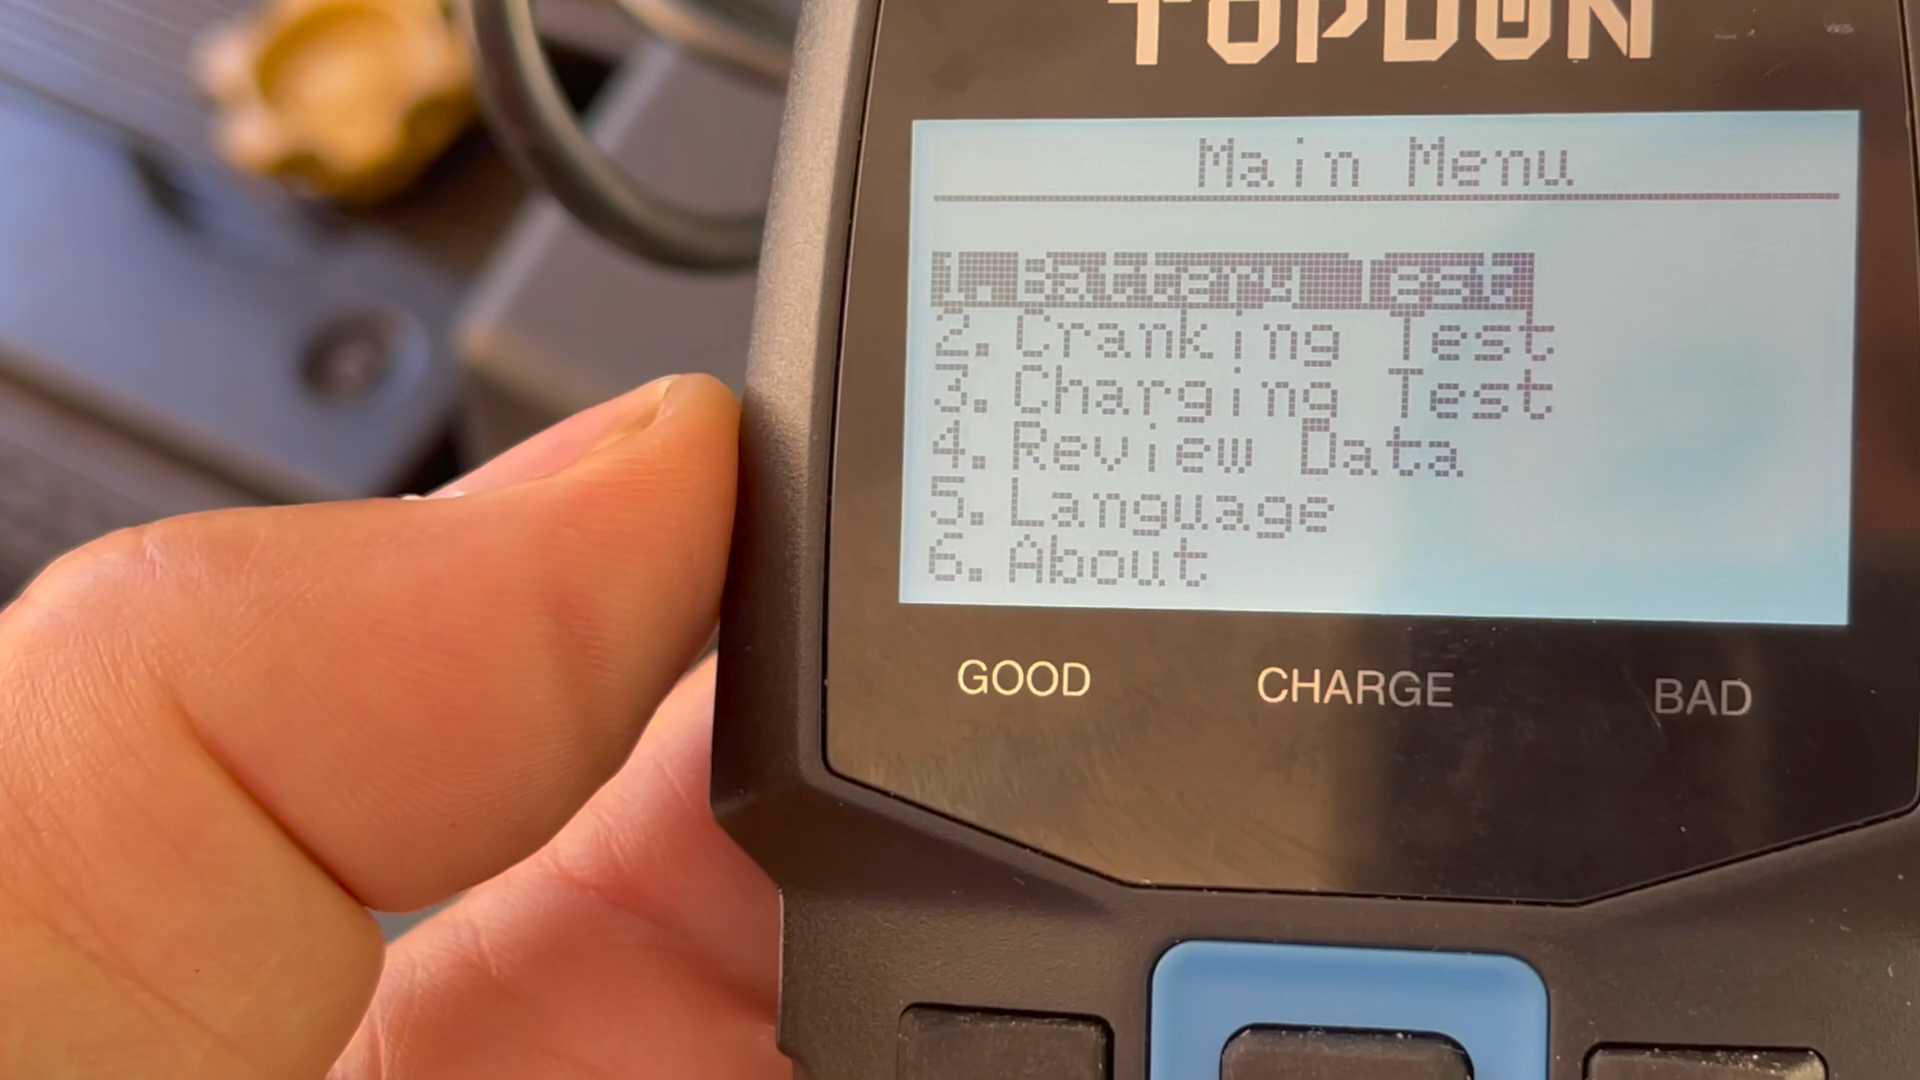 TOPDON
Main Menu
1. Battery Test
2. Cranking Test
3. Charging Test
4. Review Data
5. Language
6. About
GOOD CHARGE BAD